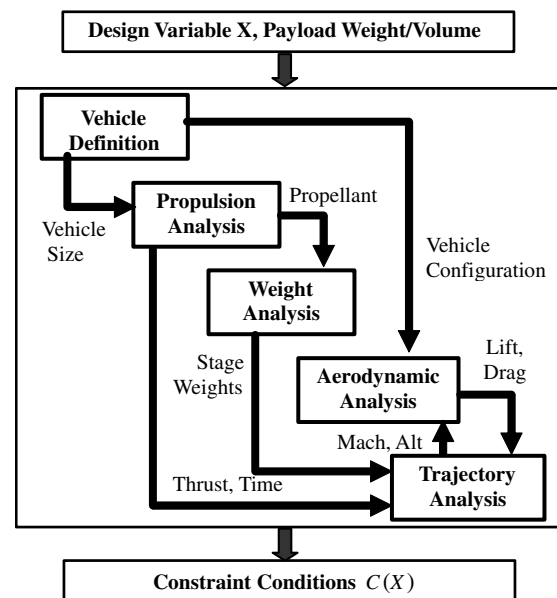 Design Variable X, Payload Weight/Volume
Vehicle
Definition
Propulsion
Analysis
Propellant
Vehicle
Size
Vehicle
Configuration
Weight
Analysis
Stage
Weights
Lift,
Drag
Aerodynamic
Analysis
Mach, Alt
Trajectory
Analysis
Thrust, Time
Constraint Conditions C(X)